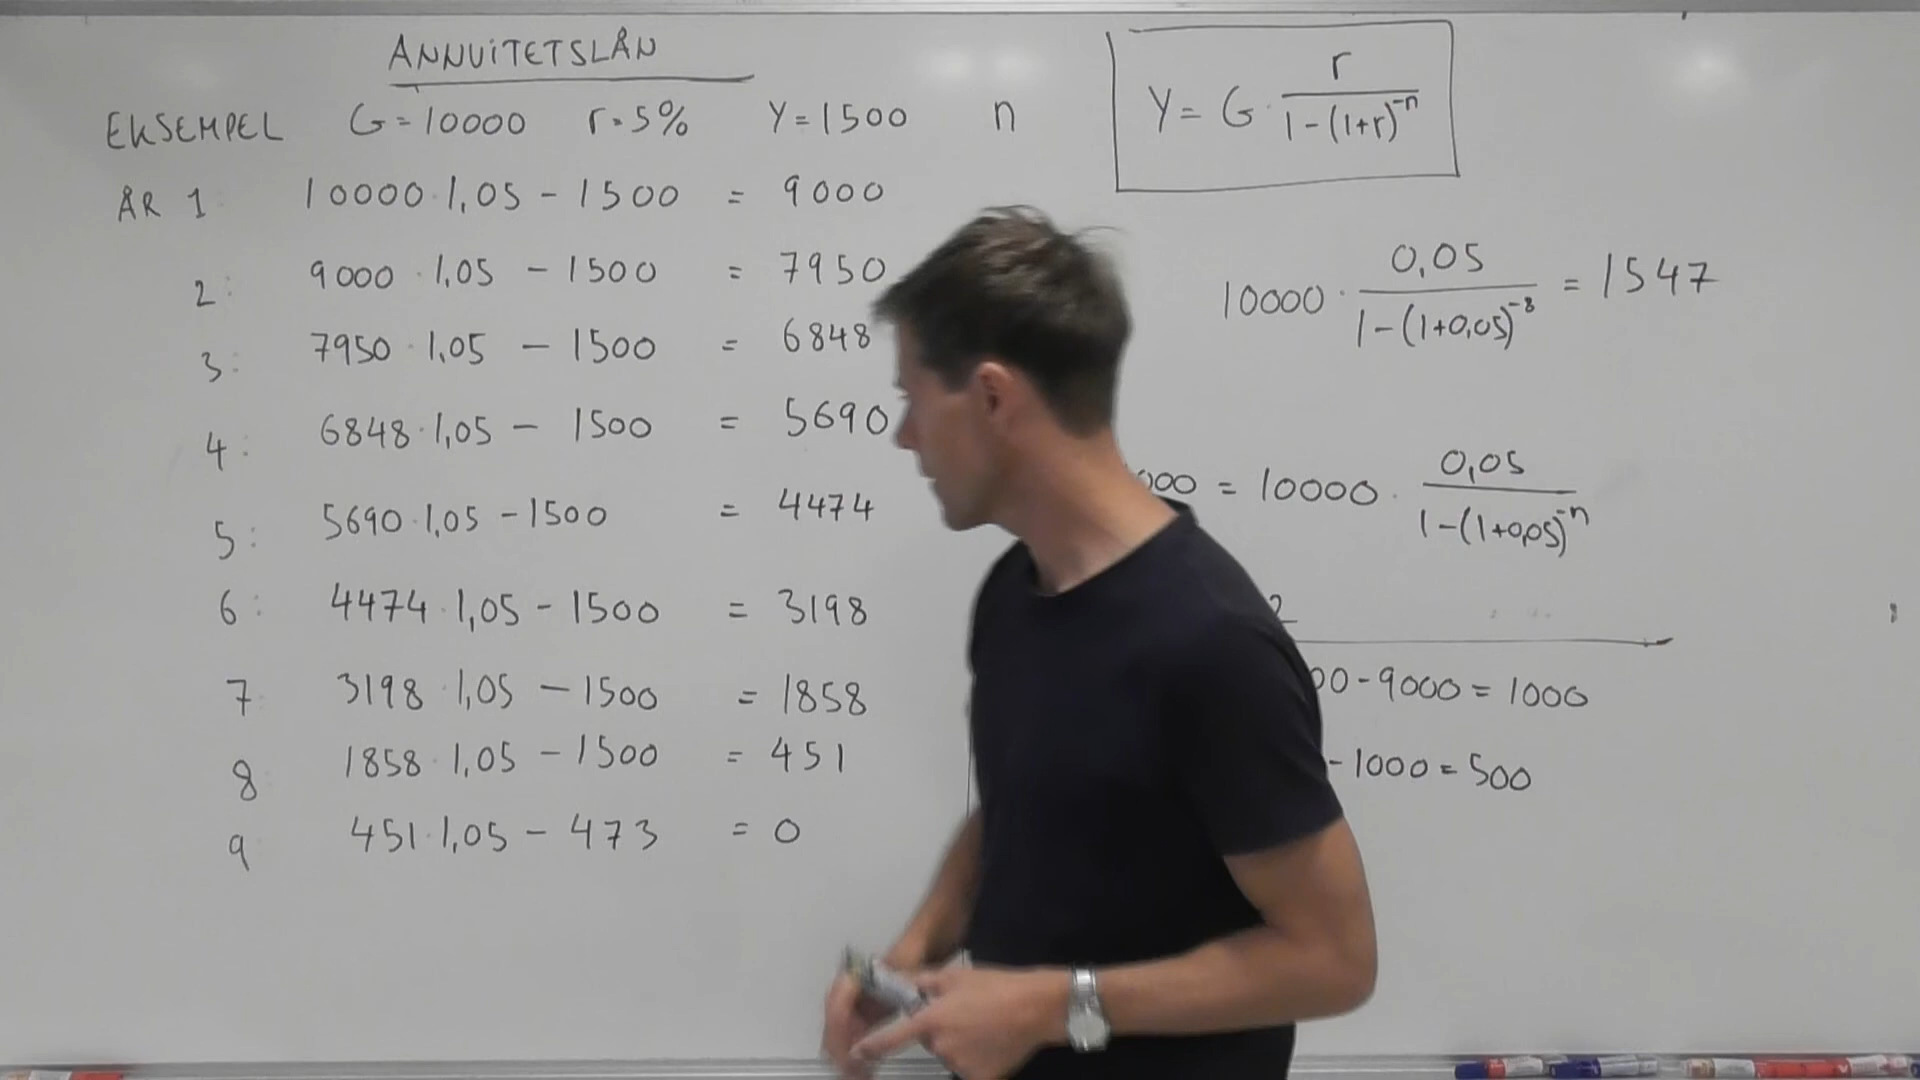 ANNUITETSLÅN
EKSEMPEL G=10000 r=5% Y=1500 n
ÅR 1: 10000·1,05 - 1500 = 9000
2: 9000·1,05 - 1500 = 7950
3: 7950·1,05 - 1500 = 6848
4: 6848·1,05 - 1500 = 5690
5: 5690·1,05 - 1500 = 4474
6: 4474·1,05 - 1500 = 3198
7 3198·1,05 - 1500 = 1858
8 1858·1,05 - 1500 = 451
9 451·1,05 - 473 = 0
Y = G · r / (1-(1+r)^-n)
10000 · 0,05 / (1-(1+0,05)^-8) = 1547
000 = 10000 · 0,05 / (1-(1+0,05)^-n)
2
00-9000=1000
-1000=500